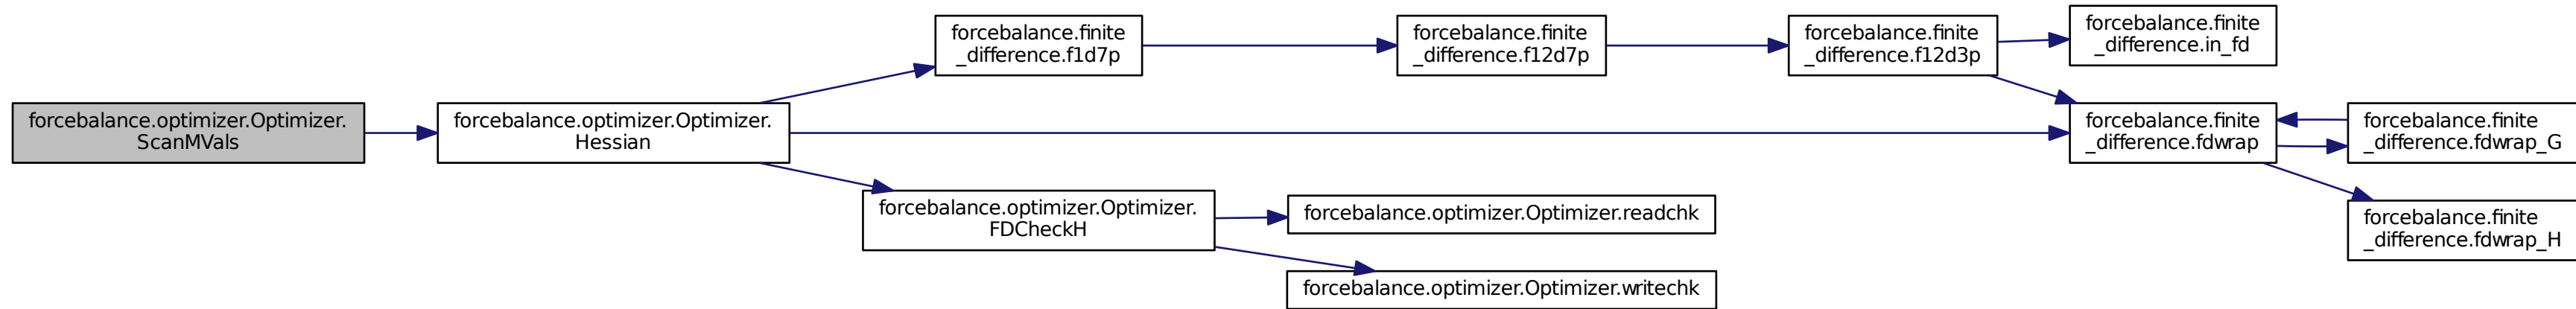 forcebalance.optimizer.Optimizer.
ScanMVals
forcebalance.optimizer.Optimizer.
Hessian
forcebalance.finite
_difference.f1d7p
forcebalance.finite
_difference.f12d7p
forcebalance.finite
_difference.f12d3p
forcebalance.finite
_difference.in_fd
forcebalance.finite
_difference.fdwrap
forcebalance.finite
_difference.fdwrap_G
forcebalance.finite
_difference.fdwrap_H
forcebalance.optimizer.Optimizer.
FDCheckH
forcebalance.optimizer.Optimizer.readchk
forcebalance.optimizer.Optimizer.writechk